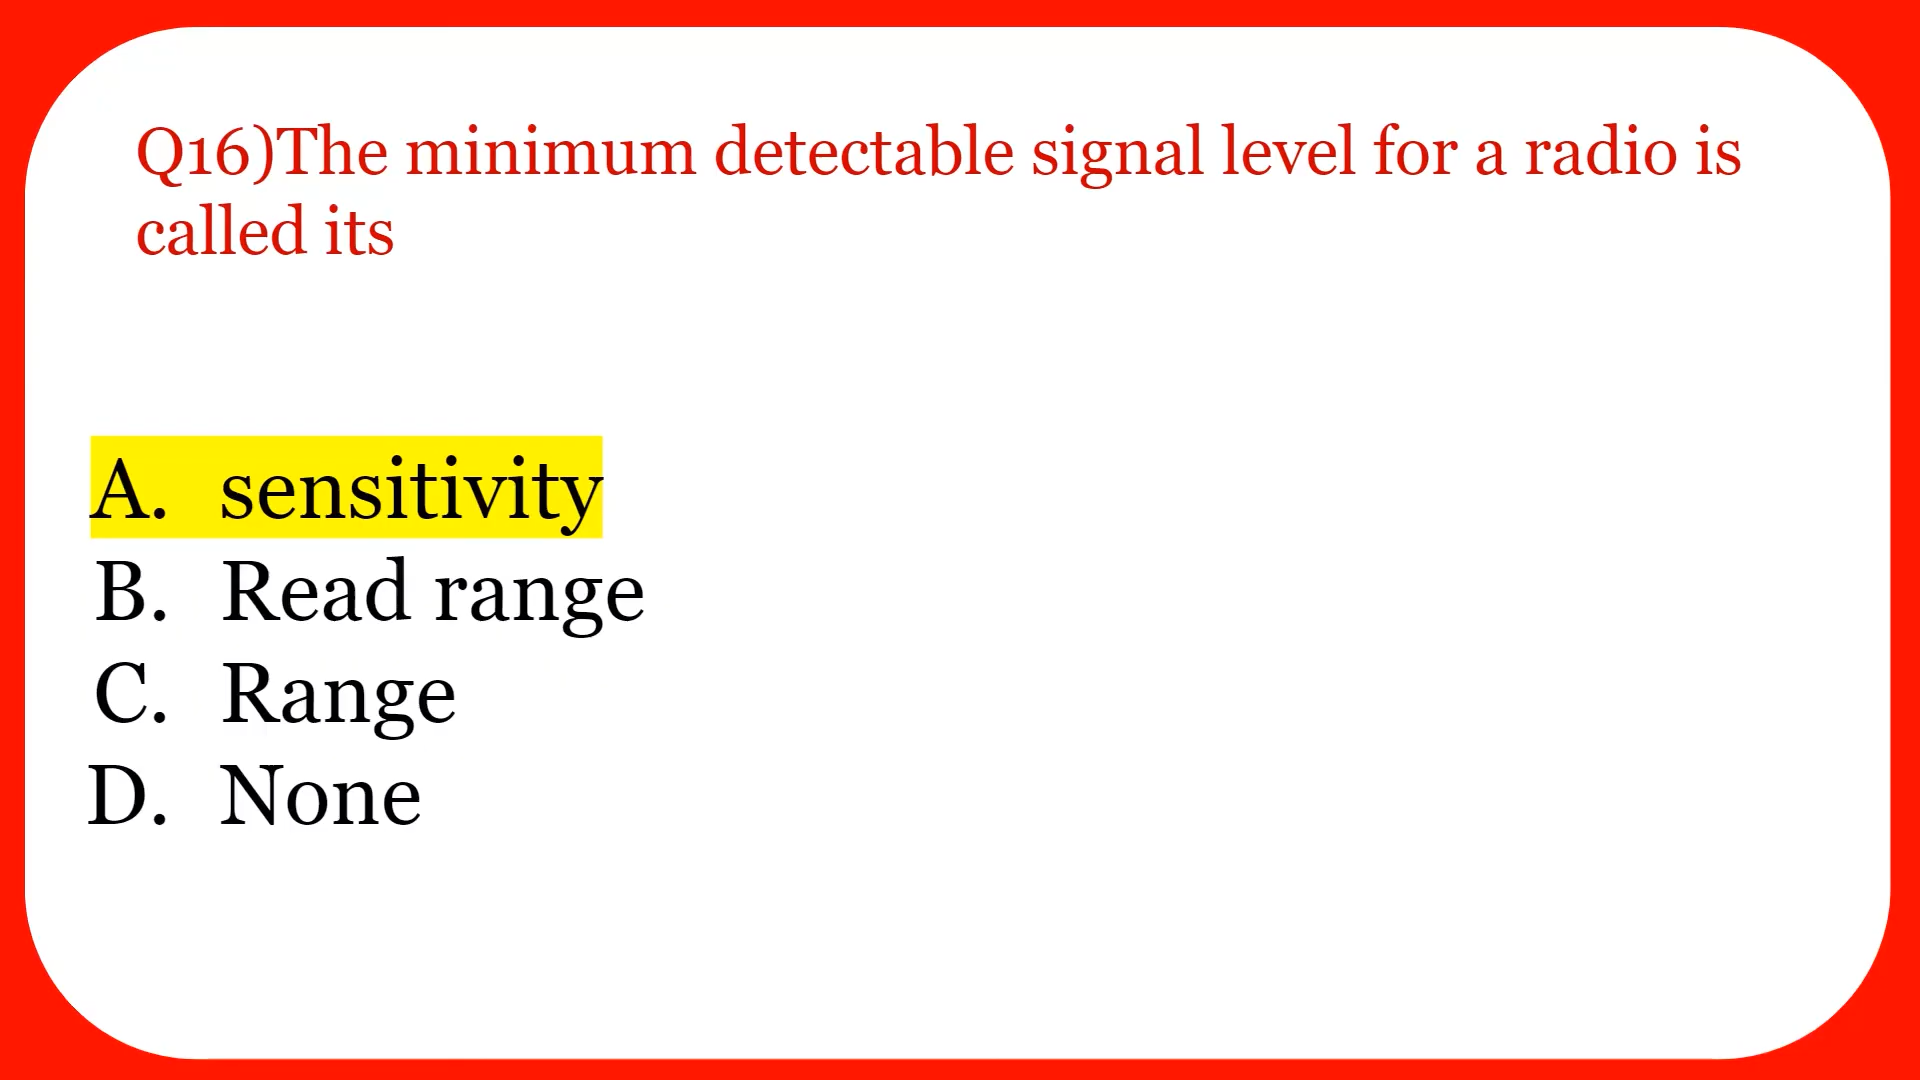 Q16)The minimum detectable signal level for a radio is
called its
A. sensitivity
B. Read range
C. Range
D. None